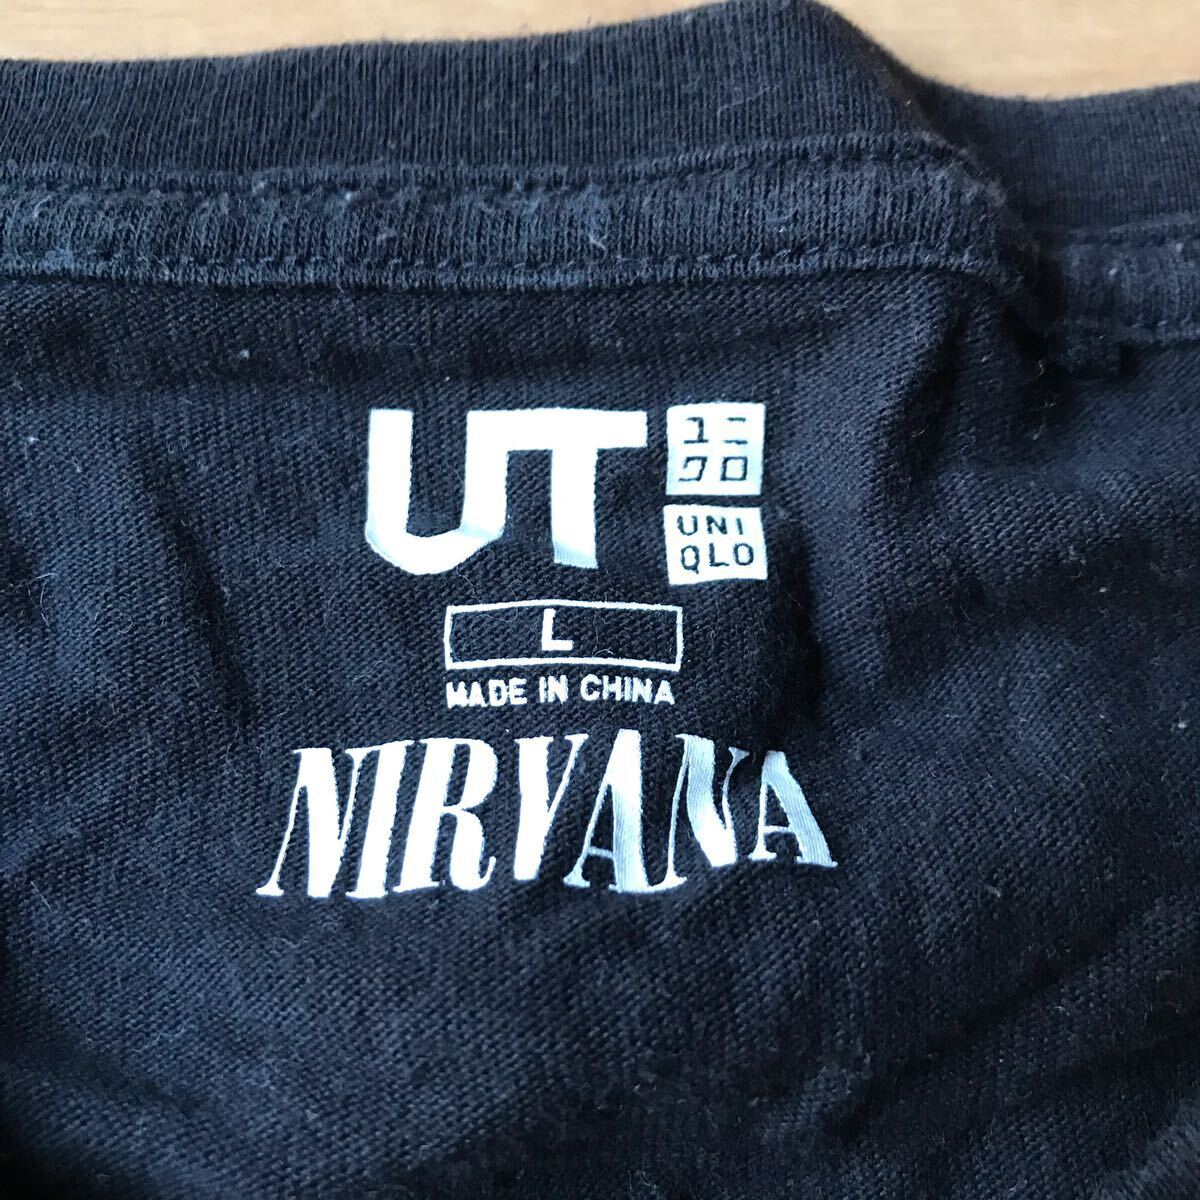 UT
ユニ
クロ
UNI
QLO
L
MADE IN CHINA
NIRVANA